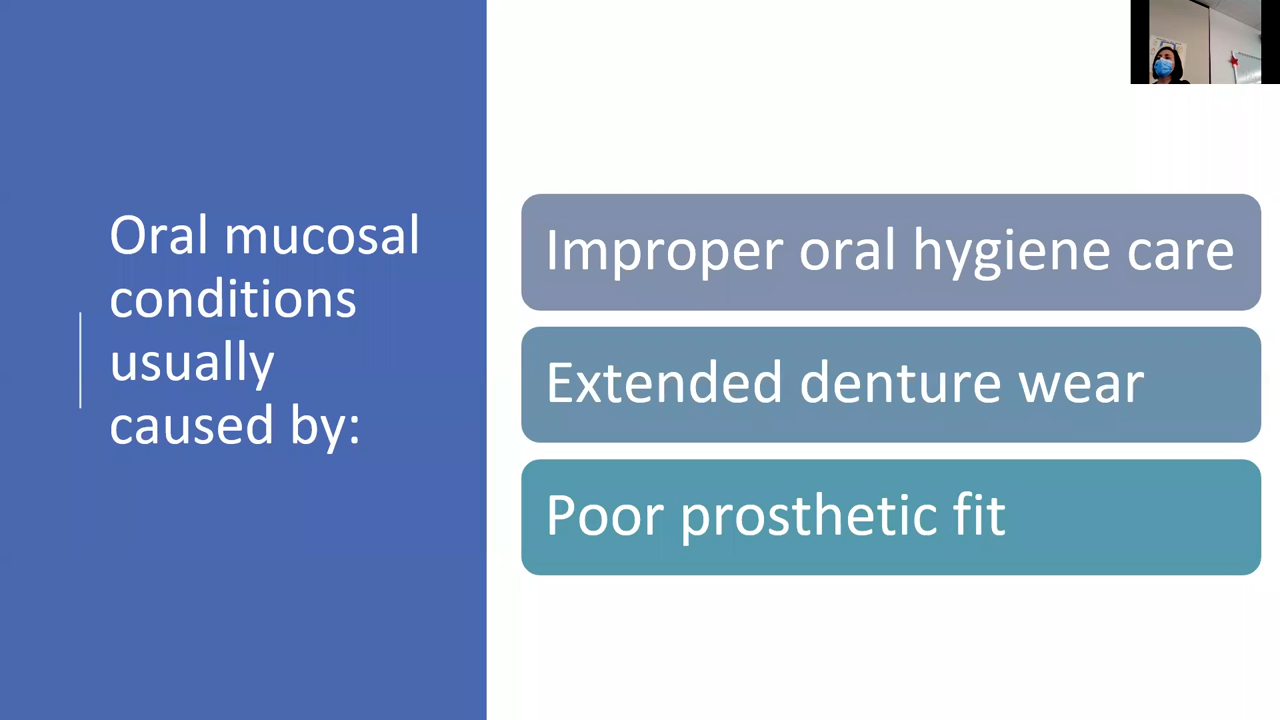 Oral mucosal
conditions
usually
caused by:
Improper oral hygiene care
Extended denture wear
Poor prosthetic fit